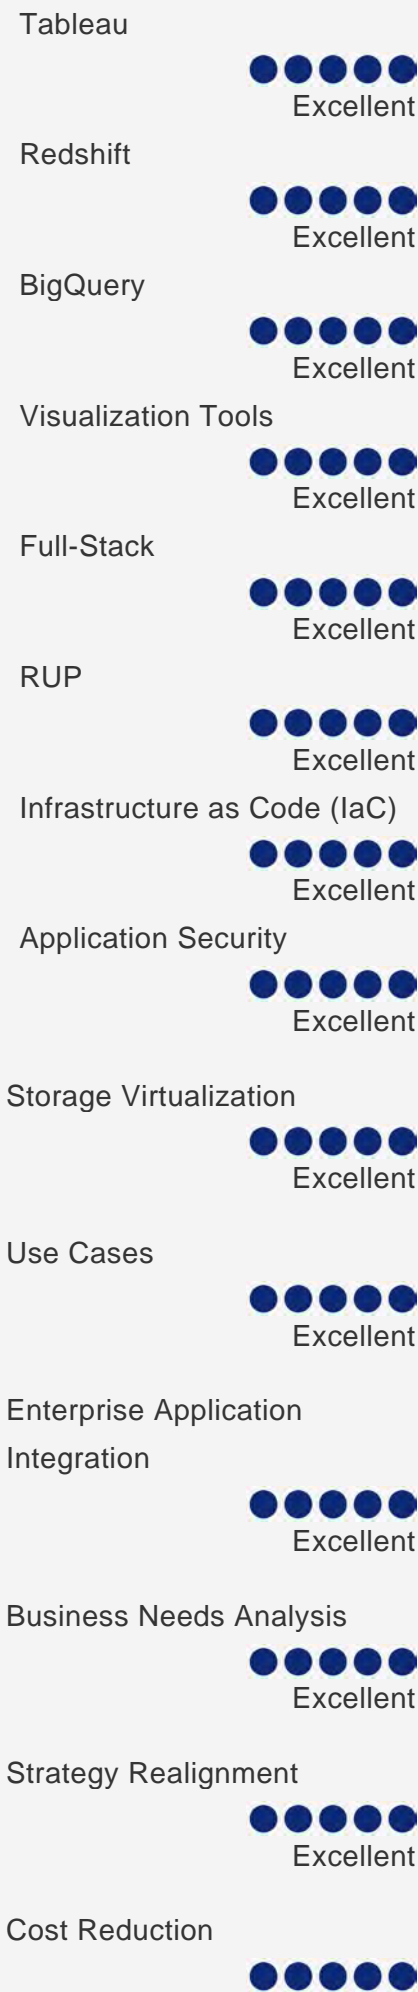 Tableau
Excellent
Redshift
Excellent
BigQuery
Excellent
Visualization Tools
Excellent
Full-Stack
Excellent
RUP
Excellent
Infrastructure as Code (IaC)
Excellent
Application Security
Excellent
Storage Virtualization
Excellent
Use Cases
Excellent
Enterprise Application
Integration
Excellent
Business Needs Analysis
Excellent
Strategy Realignment
Excellent
Cost Reduction